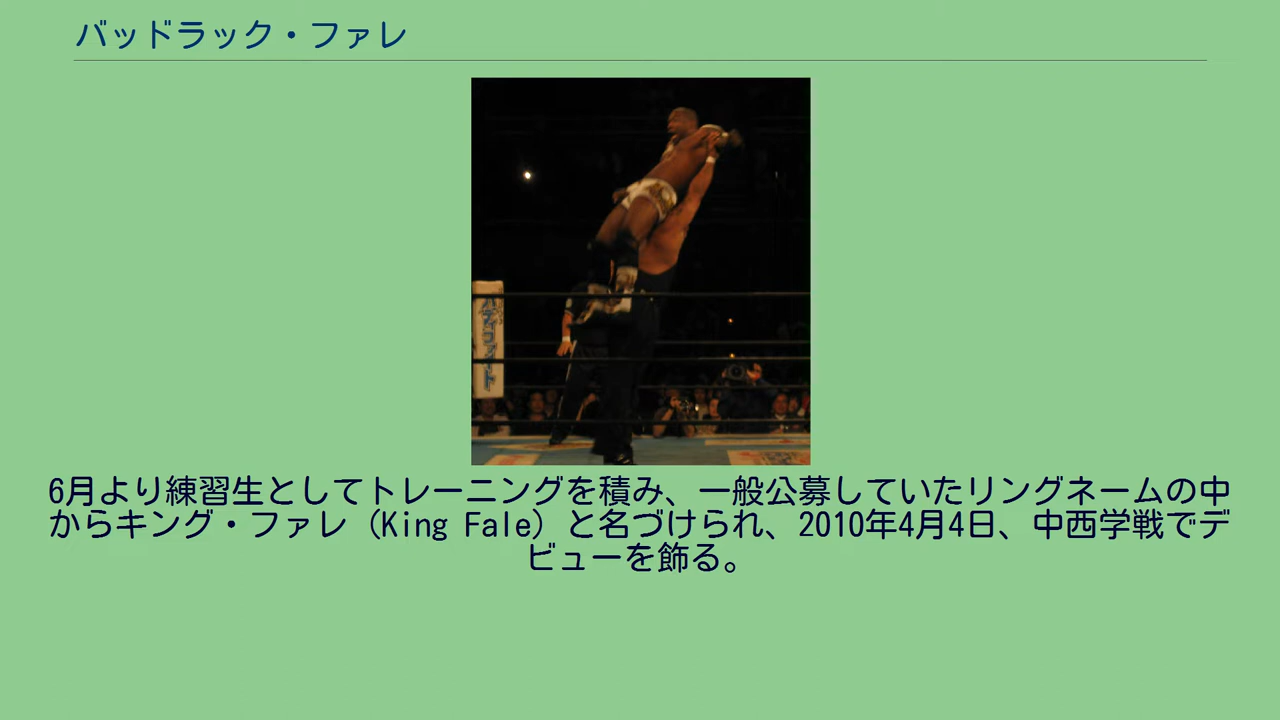 バッドラック・ファレ
6月より練習生としてトレーニングを積み、一般公募していたリングネームの中
からキング・ファレ（King Fale）と名づけられ、2010年4月4日、中西学戦でデ
ビューを飾る。